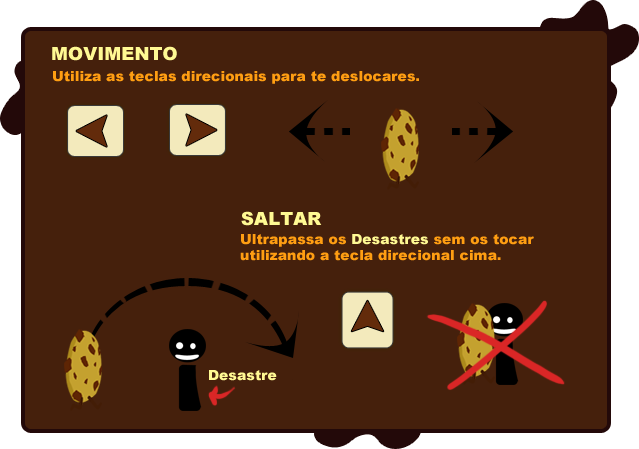 MOVIMENTO
Utiliza as teclas direcionais para te deslocares.
SALTAR
Ultrapassa os Desastres sem os tocar
utilizando a tecla direcional cima.
Desastre